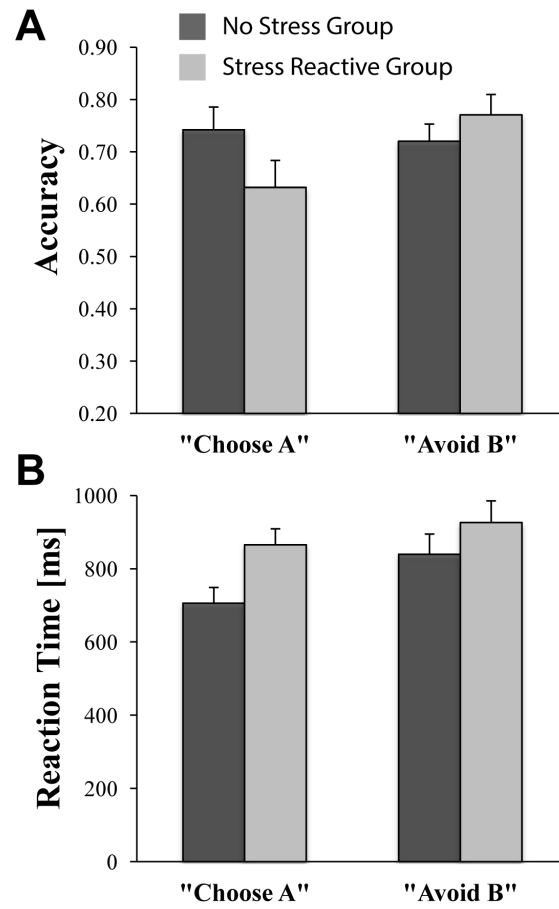 A
No Stress Group
Stress Reactive Group
0.90
0.80
0.70
0.60
0.50
0.40
0.30
0.20
Accuracy
"Choose A" "Avoid B"
B
1000
800
600
400
200
0
Reaction Time [ms]
"Choose A" "Avoid B"